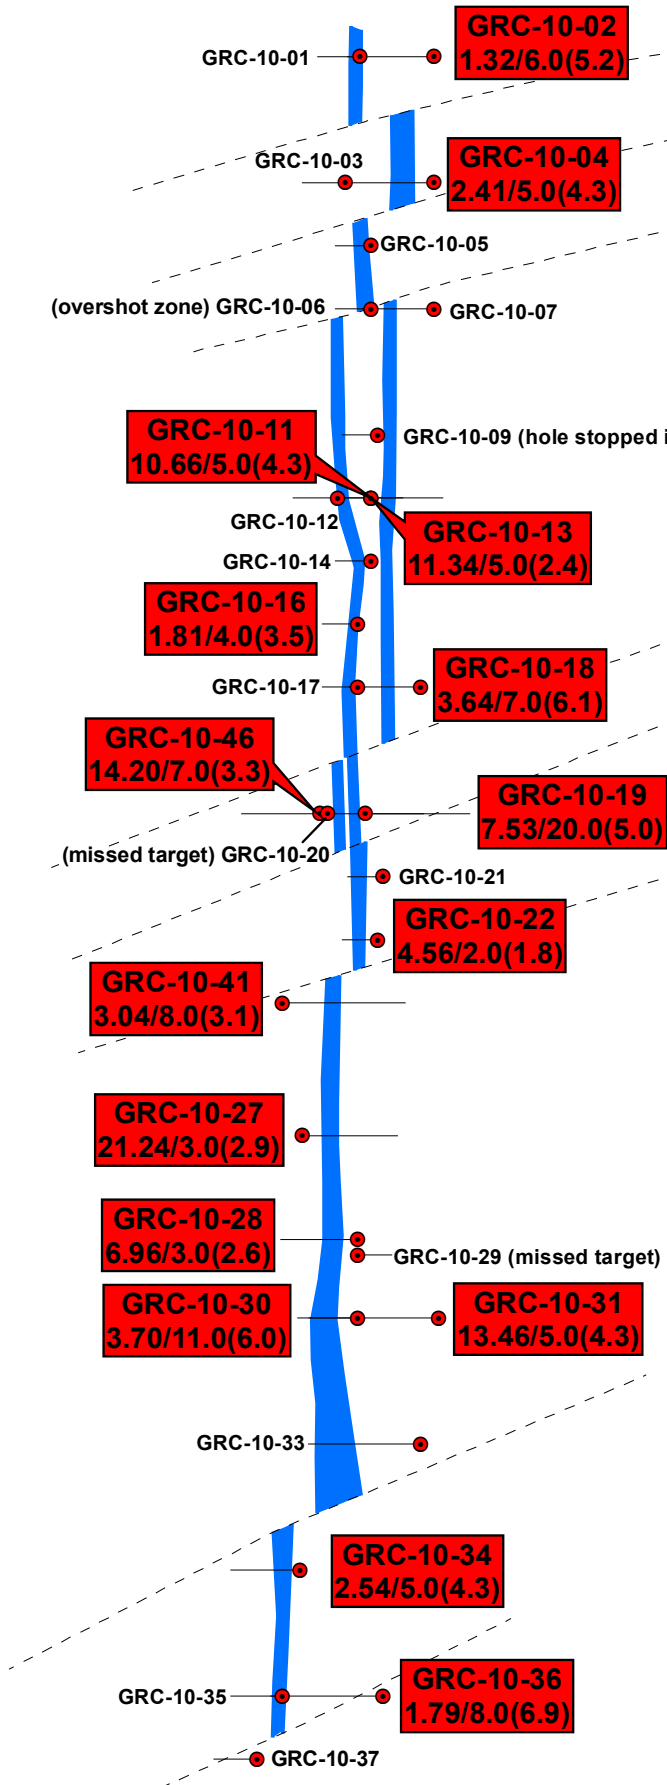 GRC-10-02
1.32/6.0(5.2)
GRC-10-01
GRC-10-03
GRC-10-04
2.41/5.0(4.3)
GRC-10-05
(overshot zone) GRC-10-06
GRC-10-07
GRC-10-11
10.66/5.0(4.3)
GRC-10-09 (hole stopped i
GRC-10-12
GRC-10-13
11.34/5.0(2.4)
GRC-10-14
GRC-10-16
1.81/4.0(3.5)
GRC-10-17
GRC-10-18
3.64/7.0(6.1)
GRC-10-46
14.20/7.0(3.3)
GRC-10-19
7.53/20.0(5.0)
(missed target) GRC-10-20
GRC-10-21
GRC-10-22
4.56/2.0(1.8)
GRC-10-41
3.04/8.0(3.1)
GRC-10-27
21.24/3.0(2.9)
GRC-10-28
6.96/3.0(2.6)
GRC-10-29 (missed target)
GRC-10-30
3.70/11.0(6.0)
GRC-10-31
13.46/5.0(4.3)
GRC-10-33
GRC-10-34
2.54/5.0(4.3)
GRC-10-35
GRC-10-36
1.79/8.0(6.9)
GRC-10-37